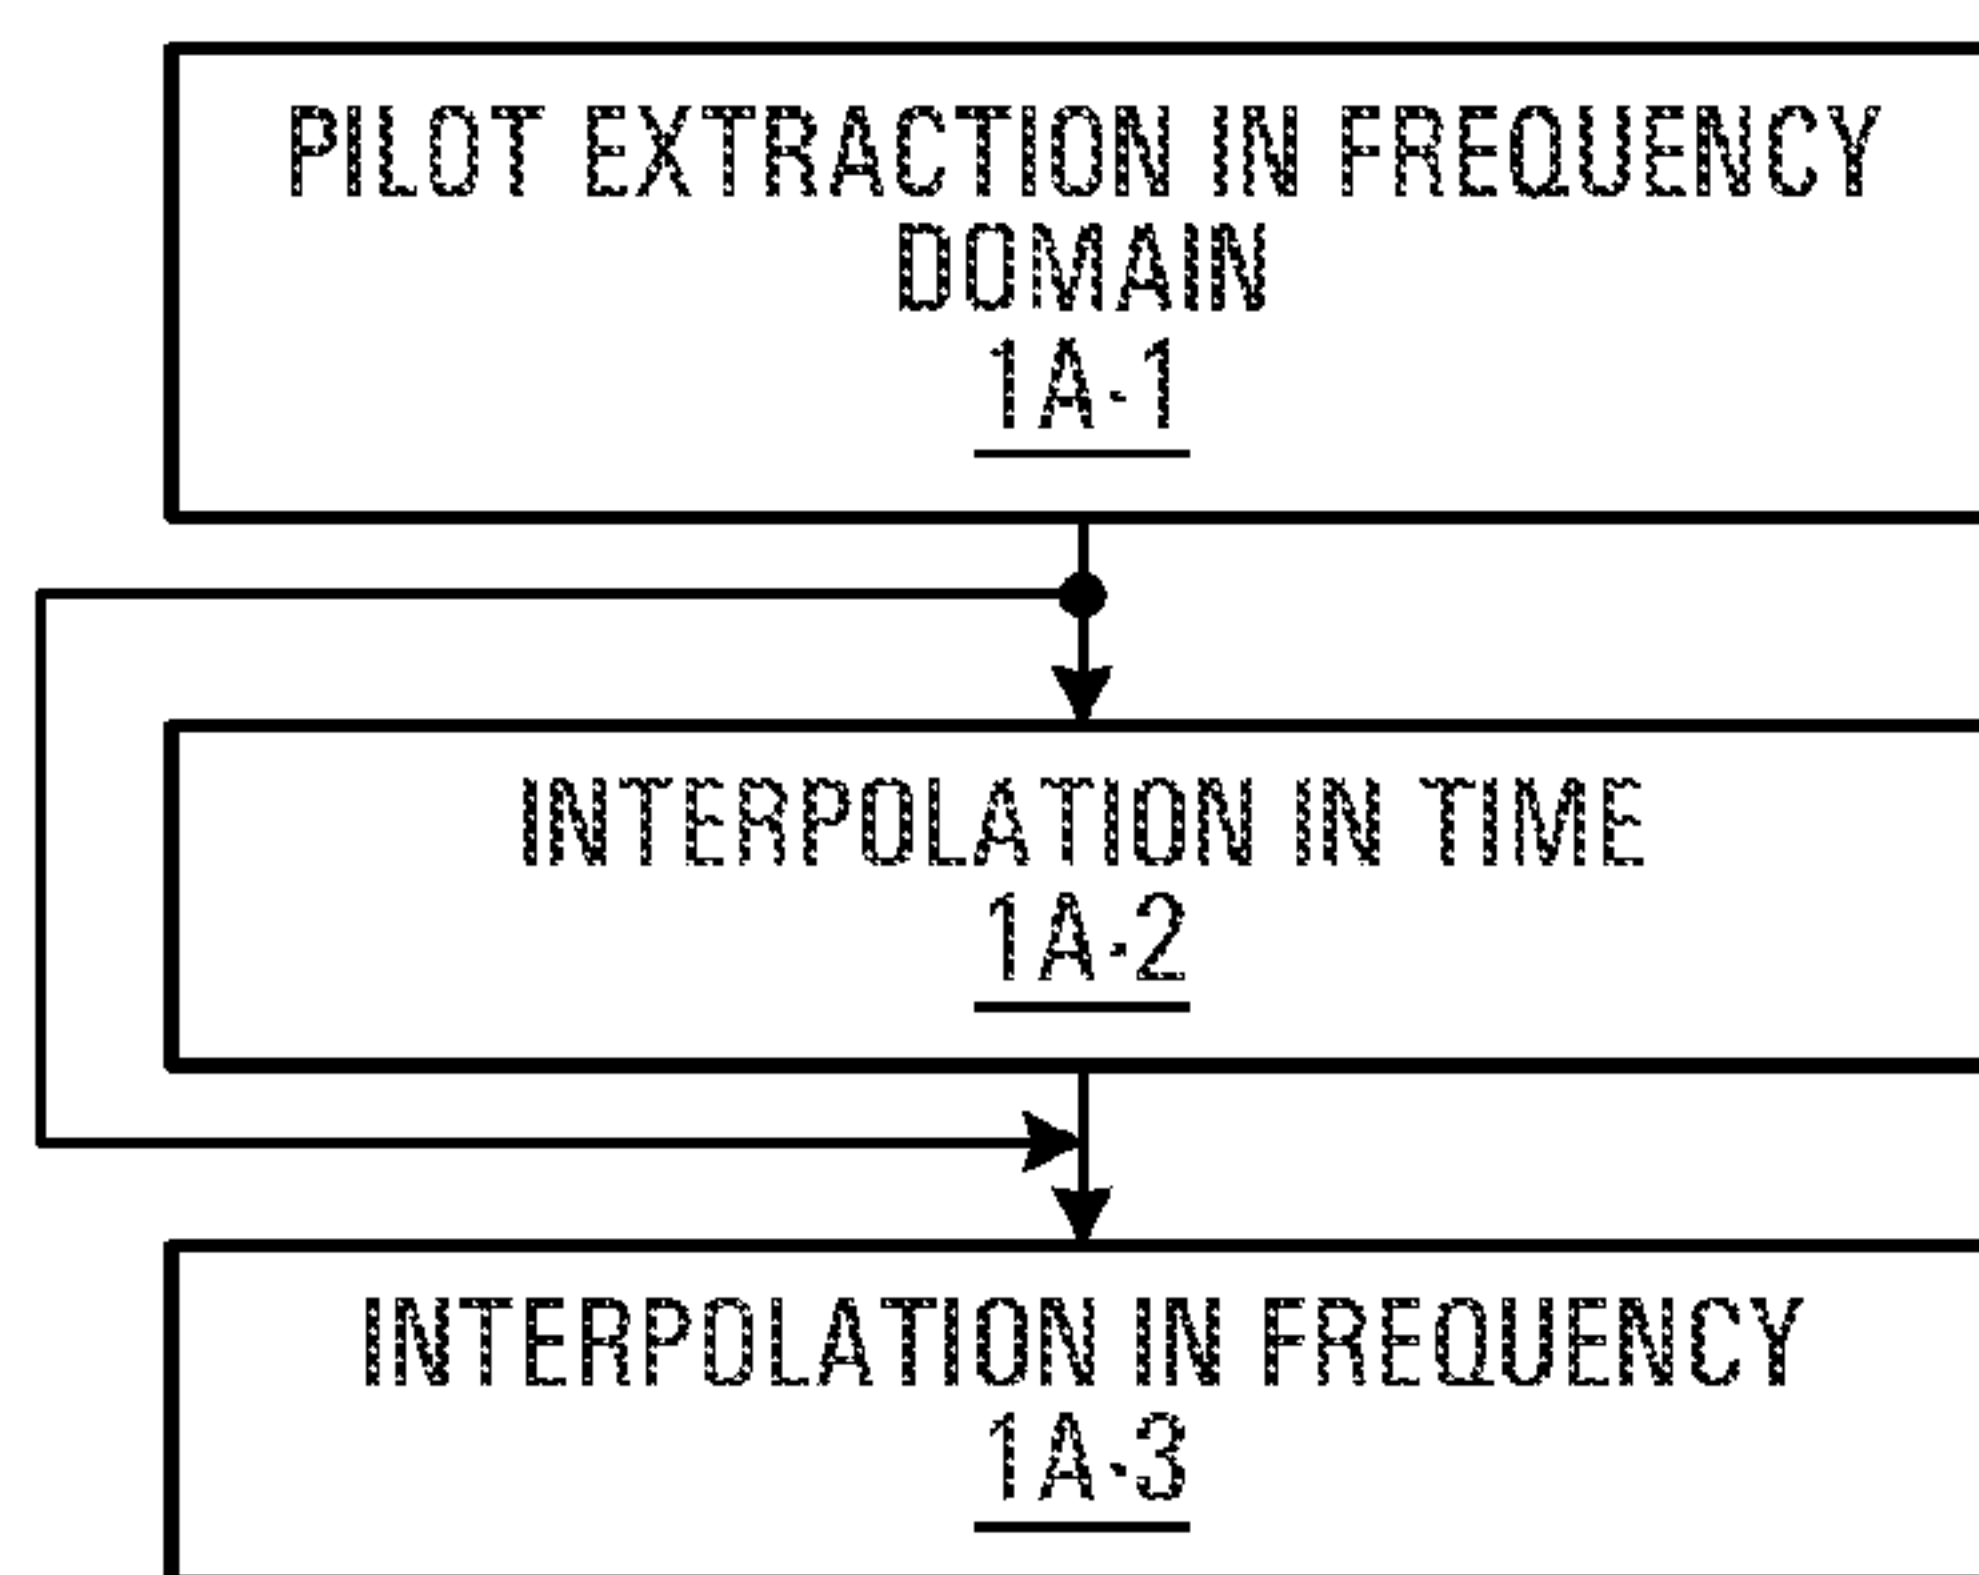 PILOT EXTRACTION IN FREQUENCY
DOMAIN
1A-1
INTERPOLATION IN TIME
1A-2
INTERPOLATION IN FREQUENCY
1A-3